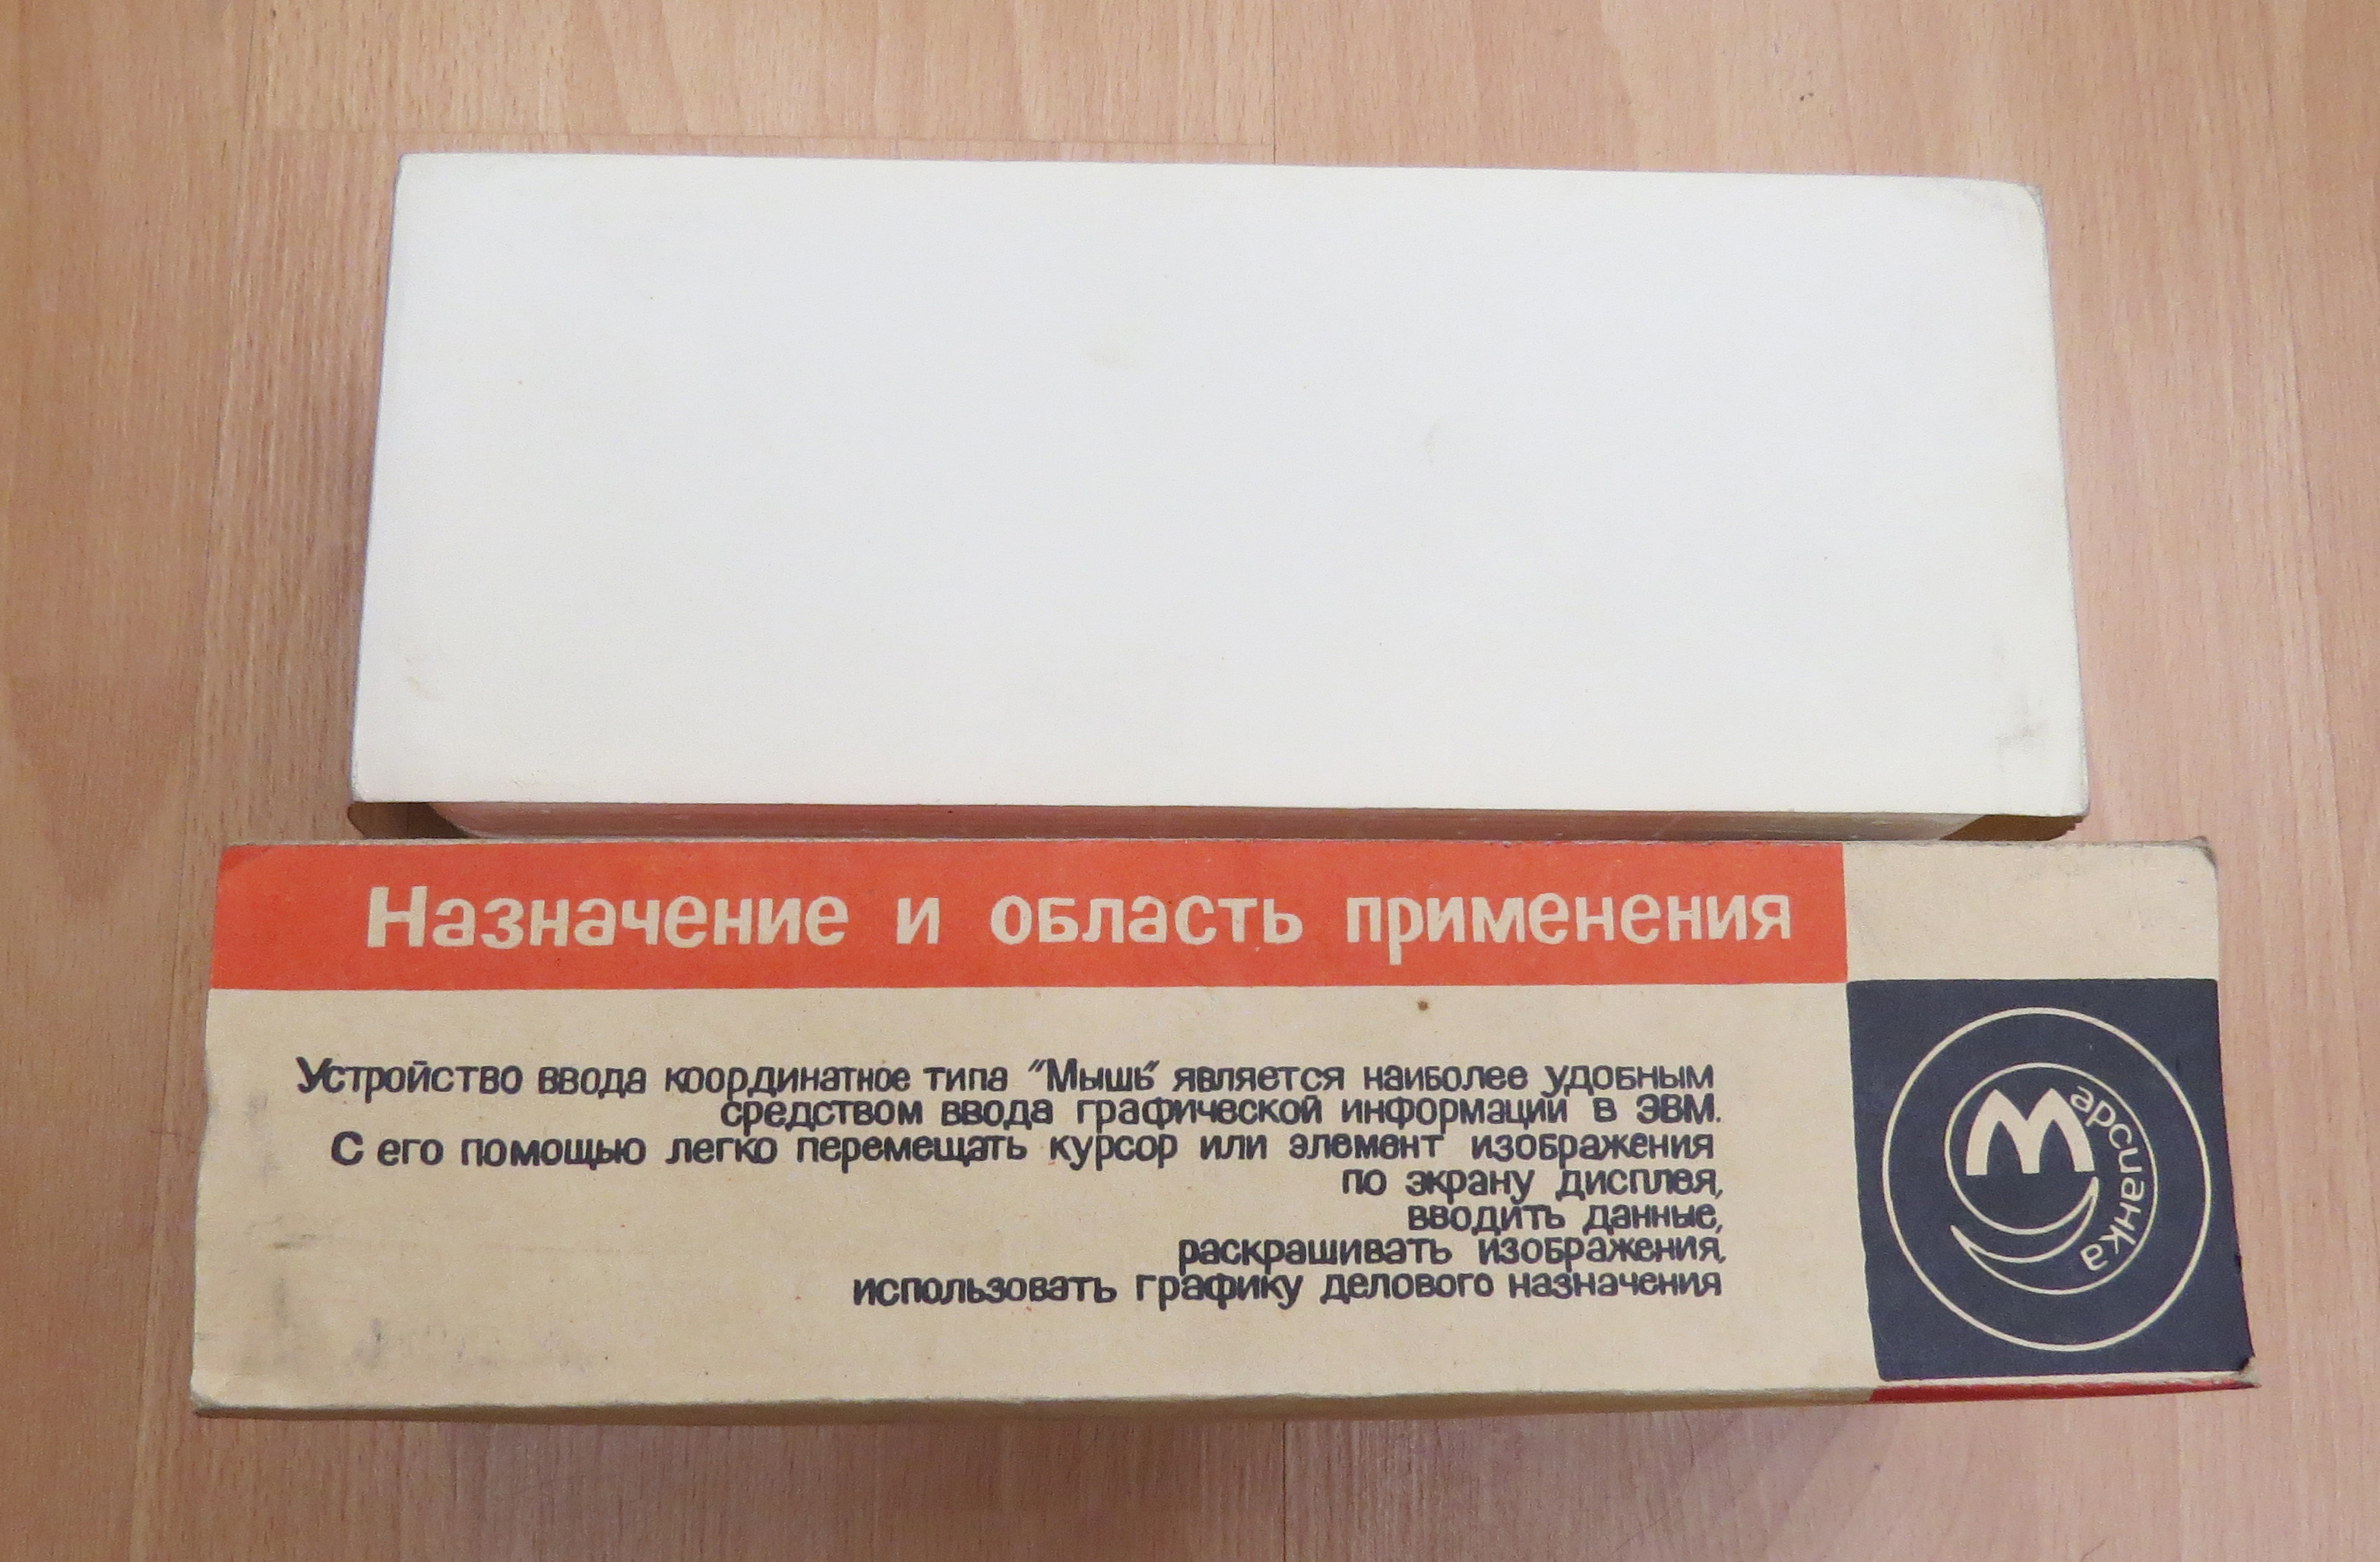 Назначение и область применения
Устройство ввода координатное типа "Мышь" является наиболее удобным
средством ввода графической информации в ЭВМ.
С его помощью легко перемещать курсор или элемент изображения
по экрану дисплея,
вводить данные,
раскрашивать изображения,
использовать графику делового назначения
Марсианка